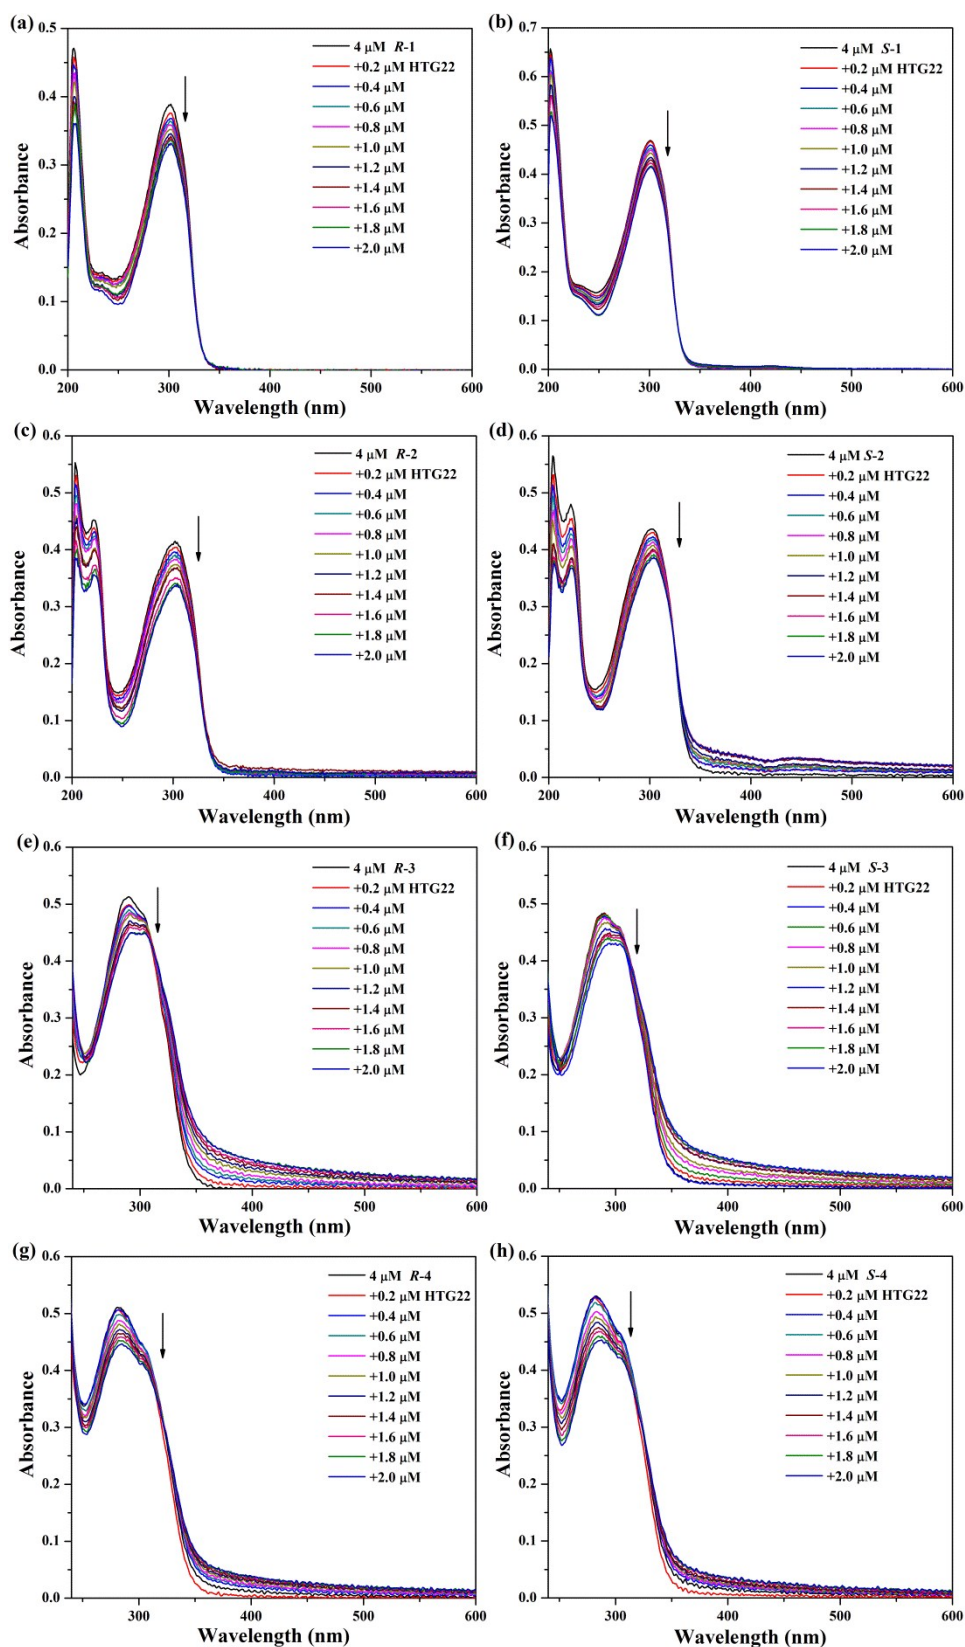 (a)
Absorbance
0.5
0.4
0.3
0.2
0.1
0.0
4 μM R-1
+0.2 μM HTG22
+0.4 μM
+0.6 μM
+0.8 μM
+1.0 μM
+1.2 μM
+1.4 μM
+1.6 μM
+1.8 μM
+2.0 μM
200 300 400 500 600
Wavelength (nm)
(b)
Absorbance
0.7
0.6
0.5
0.4
0.3
0.2
0.1
0.0
4 μM S-1
+0.2 μM HTG22
+0.4 μM
+0.6 μM
+0.8 μM
+1.0 μM
+1.2 μM
+1.4 μM
+1.6 μM
+1.8 μM
+2.0 μM
200 300 400 500 600
Wavelength (nm)
(c)
Absorbance
0.6
0.5
0.4
0.3
0.2
0.1
0.0
4 μM R-2
+0.2 μM HTG22
+0.4 μM
+0.6 μM
+0.8 μM
+1.0 μM
+1.2 μM
+1.4 μM
+1.6 μM
+1.8 μM
+2.0 μM
200 300 400 500 600
Wavelength (nm)
(d)
Absorbance
0.6
0.5
0.4
0.3
0.2
0.1
0.0
4 μM S-2
+0.2 μM HTG22
+0.4 μM
+0.6 μM
+0.8 μM
+1.0 μM
+1.2 μM
+1.4 μM
+1.6 μM
+1.8 μM
+2.0 μM
200 300 400 500 600
Wavelength (nm)
(e)
Absorbance
0.6
0.5
0.4
0.3
0.2
0.1
0.0
4 μM R-3
+0.2 μM HTG22
+0.4 μM
+0.6 μM
+0.8 μM
+1.0 μM
+1.2 μM
+1.4 μM
+1.6 μM
+1.8 μM
+2.0 μM
300 400 500 600
Wavelength (nm)
(f)
Absorbance
0.6
0.5
0.4
0.3
0.2
0.1
0.0
4 μM S-3
+0.2 μM HTG22
+0.4 μM
+0.6 μM
+0.8 μM
+1.0 μM
+1.2 μM
+1.4 μM
+1.6 μM
+1.8 μM
+2.0 μM
300 400 500 600
Wavelength (nm)
(g)
Absorbance
0.6
0.5
0.4
0.3
0.2
0.1
0.0
4 μM R-4
+0.2 μM HTG22
+0.4 μM
+0.6 μM
+0.8 μM
+1.0 μM
+1.2 μM
+1.4 μM
+1.6 μM
+1.8 μM
+2.0 μM
300 400 500 600
Wavelength (nm)
(h)
Absorbance
0.6
0.5
0.4
0.3
0.2
0.1
0.0
4 μM S-4
+0.2 μM HTG22
+0.4 μM
+0.6 μM
+0.8 μM
+1.0 μM
+1.2 μM
+1.4 μM
+1.6 μM
+1.8 μM
+2.0 μM
300 400 500 600
Wavelength (nm)